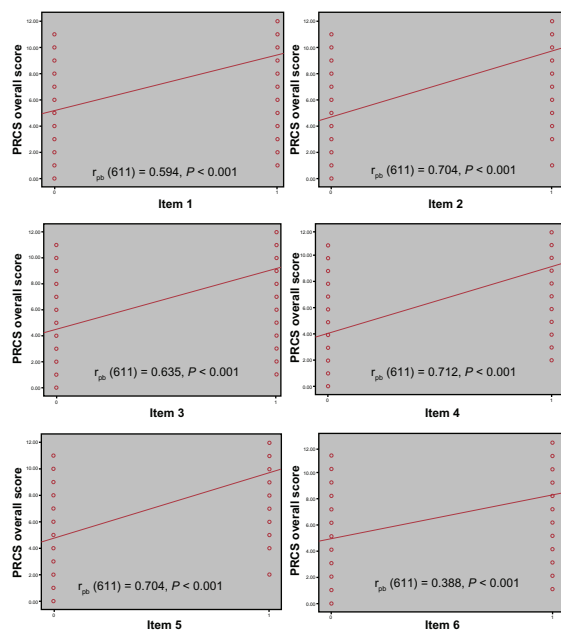 PRCS overall score
12.00
10.00
8.00
6.00
4.00
2.00
0.00
r_pb (611) = 0.594, P < 0.001
0 1
Item 1
PRCS overall score
12.00
10.00
8.00
6.00
4.00
2.00
0.00
r_pb (611) = 0.704, P < 0.001
0 1
Item 2
PRCS overall score
12.00
10.00
8.00
6.00
4.00
2.00
0.00
r_pb (611) = 0.635, P < 0.001
0 1
Item 3
PRCS overall score
12.00
10.00
8.00
6.00
4.00
2.00
0.00
r_pb (611) = 0.712, P < 0.001
0 1
Item 4
PRCS overall score
12.00
10.00
8.00
6.00
4.00
2.00
0.00
r_pb (611) = 0.704, P < 0.001
0 1
Item 5
PRCS overall score
12.00
10.00
8.00
6.00
4.00
2.00
0.00
r_pb (611) = 0.388, P < 0.001
0 1
Item 6